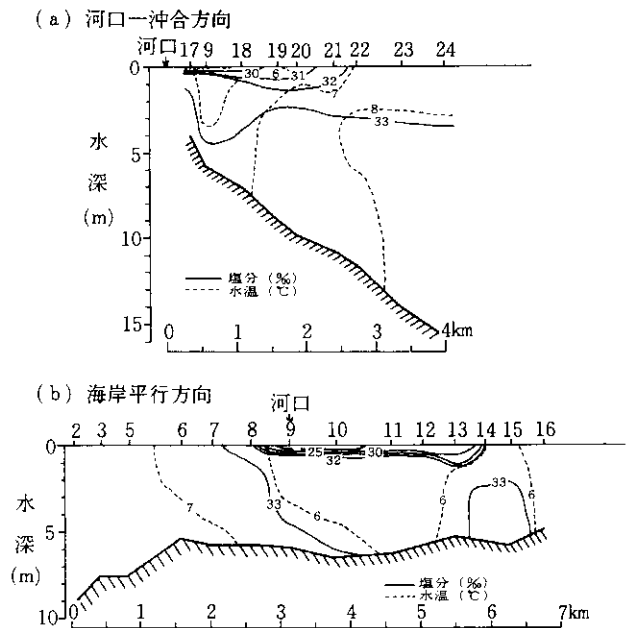 (a) 河口一沖合方向
河口
17 9 18 19 20 21 22 23 24
0
30 6 31 32
7
8
33
水
深
(m)
5
10
15
塩分 (‰)
水温 (℃)
0 1 2 3 4km
(b) 海岸平行方向
河口
2 3 5 6 7 8 9 10 11 12 13 14 15 16
0
25 30
32
33
7
33
6
6
6
水
深
(m)
5
10
塩分 (‰)
水温 (℃)
0 1 2 3 4 5 6 7km